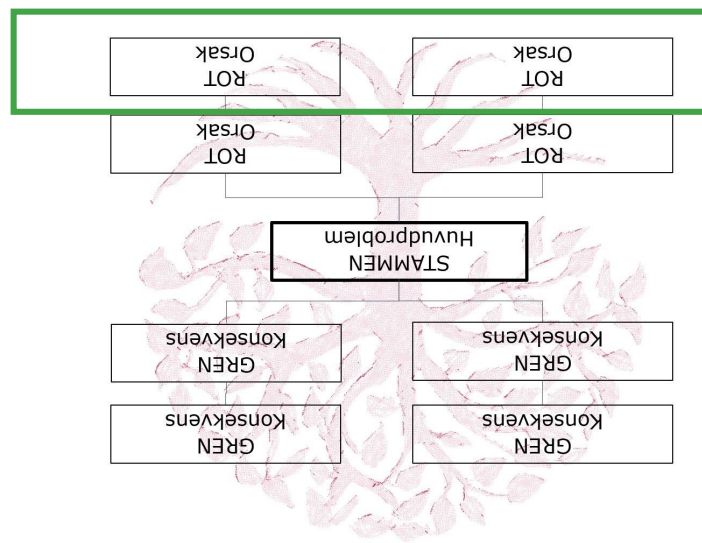 GREN
Konsekvens
GREN
Konsekvens
GREN
Konsekvens
GREN
Konsekvens
STAMMEN
Huvudproblem
ROT
Orsak
ROT
Orsak
ROT
Orsak
ROT
Orsak